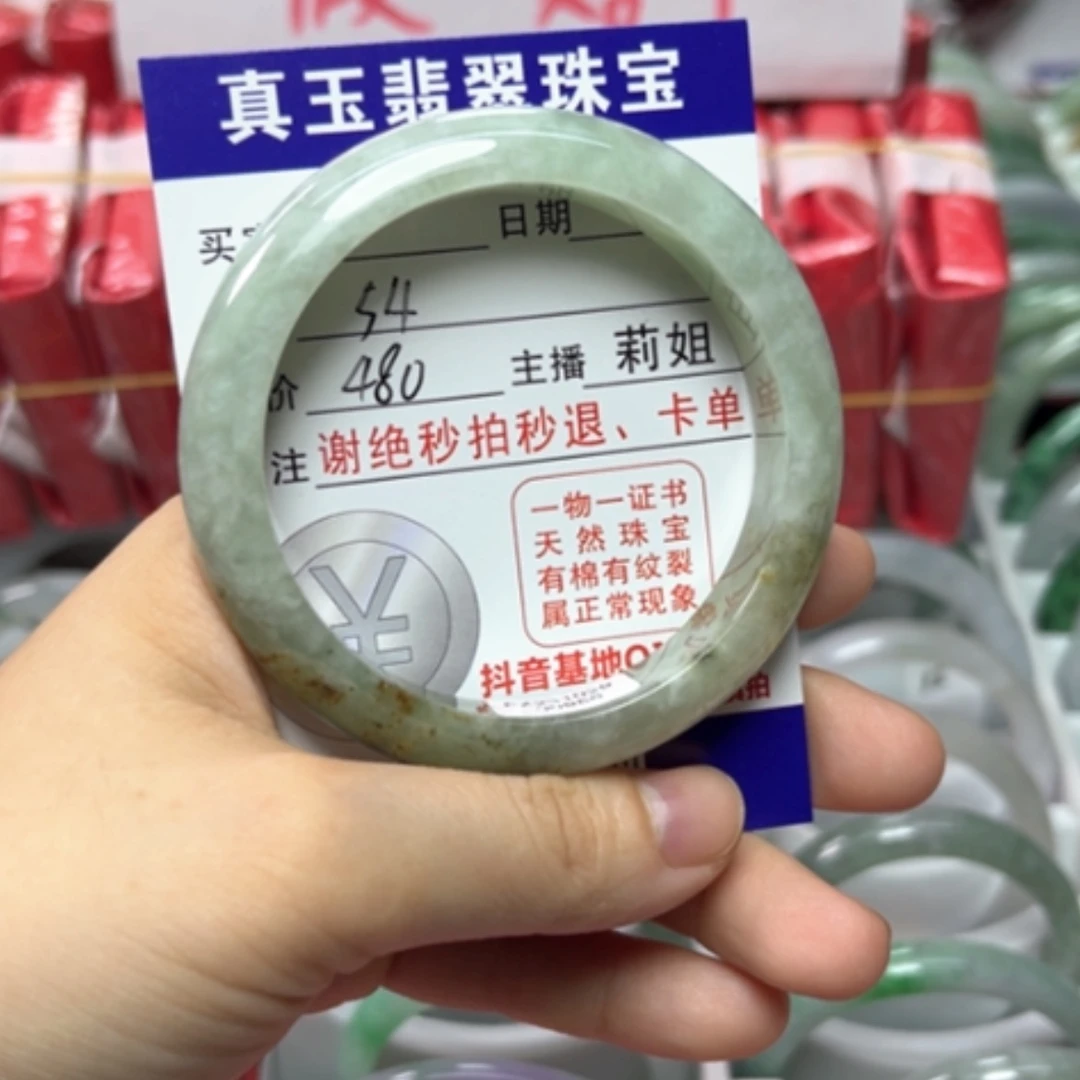 真玉翡翠珠宝
日期
54
价 480 主播 莉姐
注 谢绝秒拍秒退、卡单
一物一证书
天然珠宝
有棉有纹裂
属正常现象
抖音基地